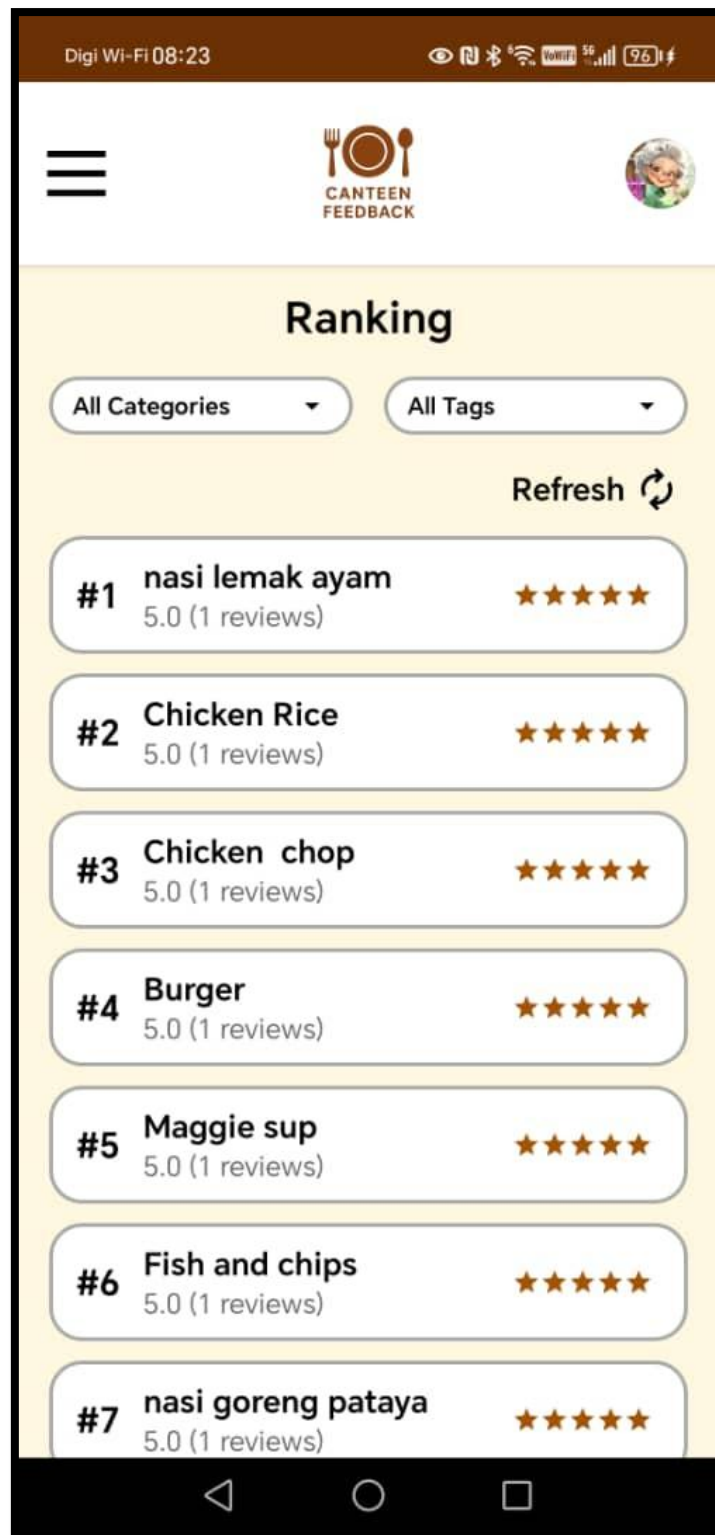 Digi Wi-Fi 08:23
VoWiFi 5G 96
CANTEEN
FEEDBACK
Ranking
All Categories
All Tags
Refresh
#1
nasi lemak ayam
5.0 (1 reviews)
#2
Chicken Rice
5.0 (1 reviews)
#3
Chicken  chop
5.0 (1 reviews)
#4
Burger
5.0 (1 reviews)
#5
Maggie sup
5.0 (1 reviews)
#6
Fish and chips
5.0 (1 reviews)
#7
nasi goreng pataya
5.0 (1 reviews)